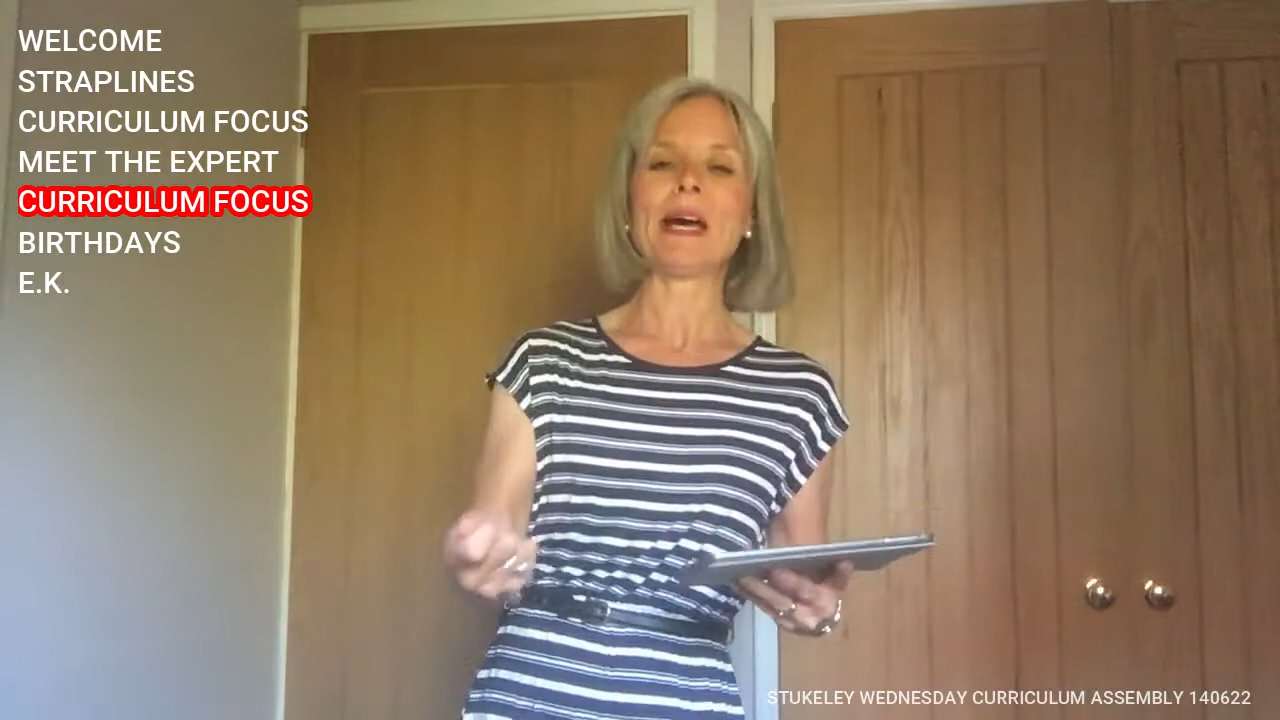 WELCOME
STRAPLINES
CURRICULUM FOCUS
MEET THE EXPERT
CURRICULUM FOCUS
BIRTHDAYS
E.K.
STUKELEY WEDNESDAY CURRICULUM ASSEMBLY 140622